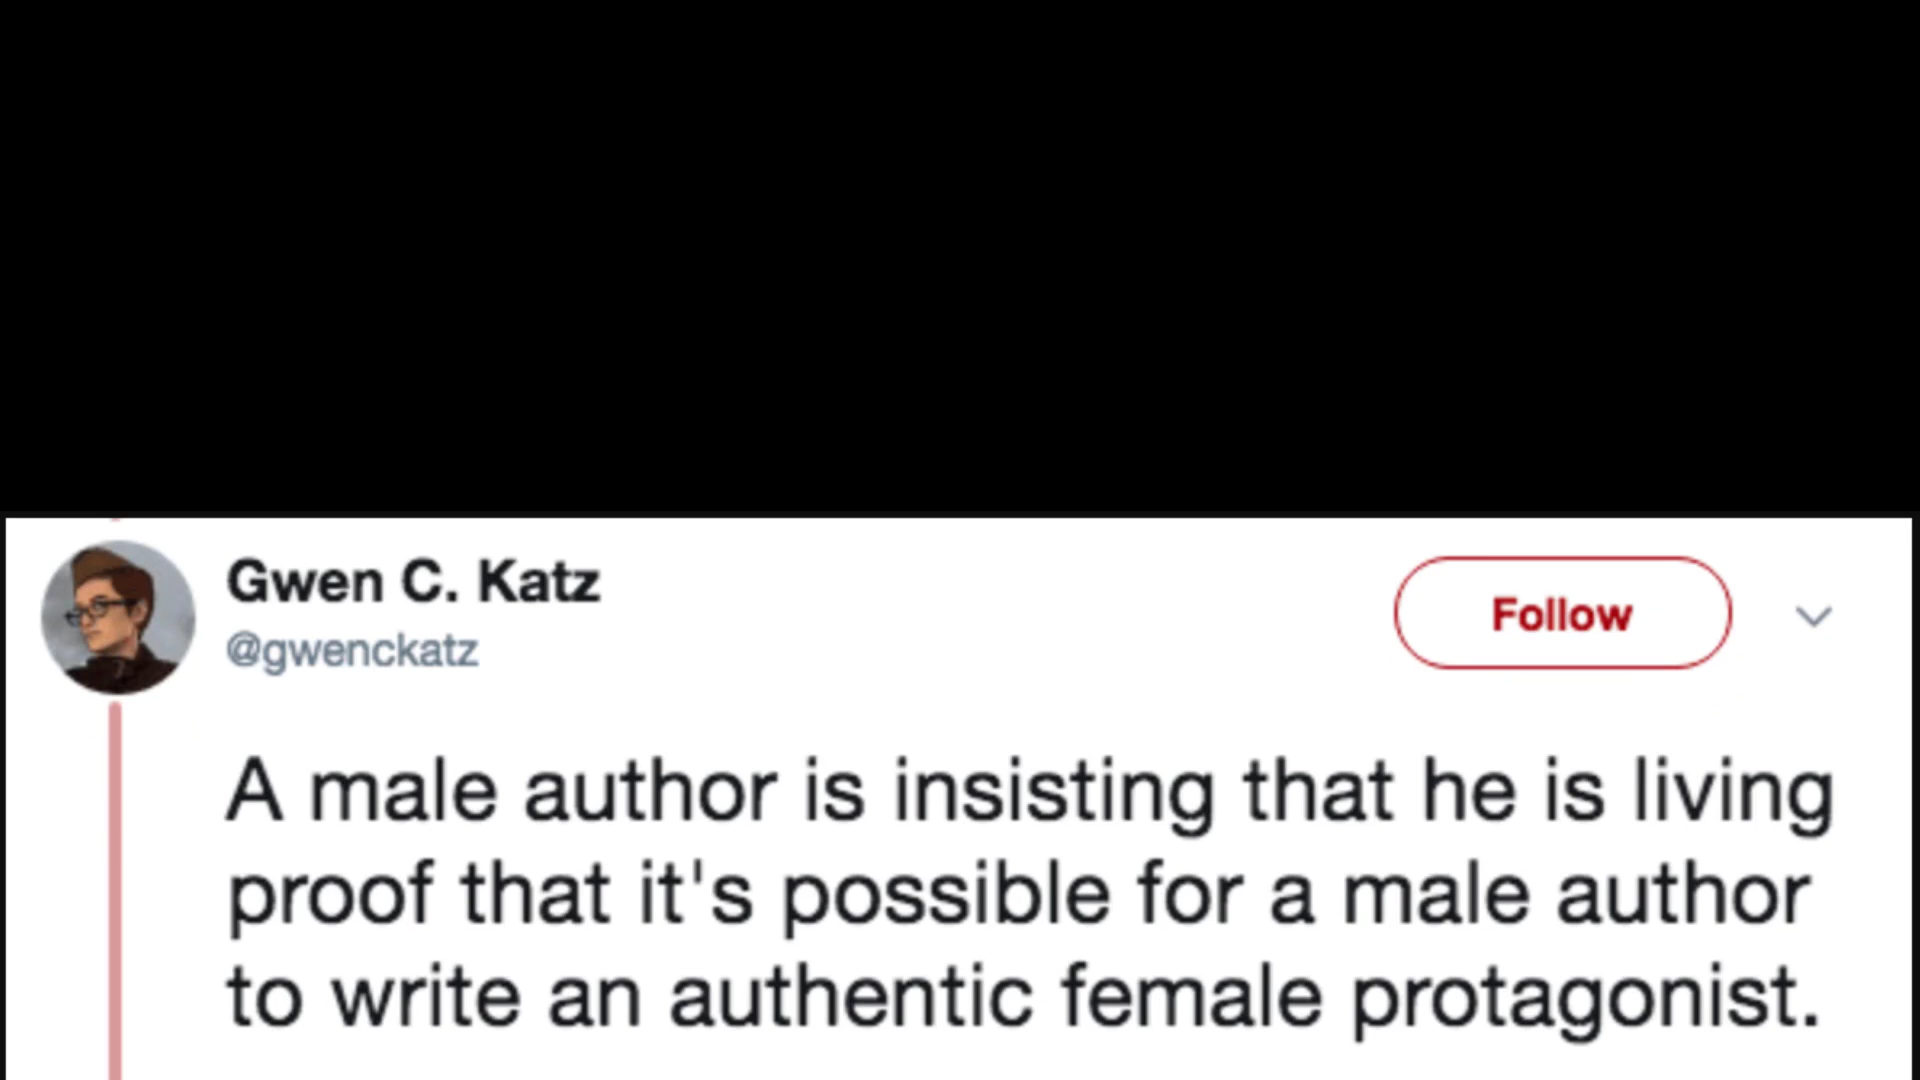 Gwen C. Katz
@gwenckatz
Follow
A male author is insisting that he is living
proof that it's possible for a male author
to write an authentic female protagonist.